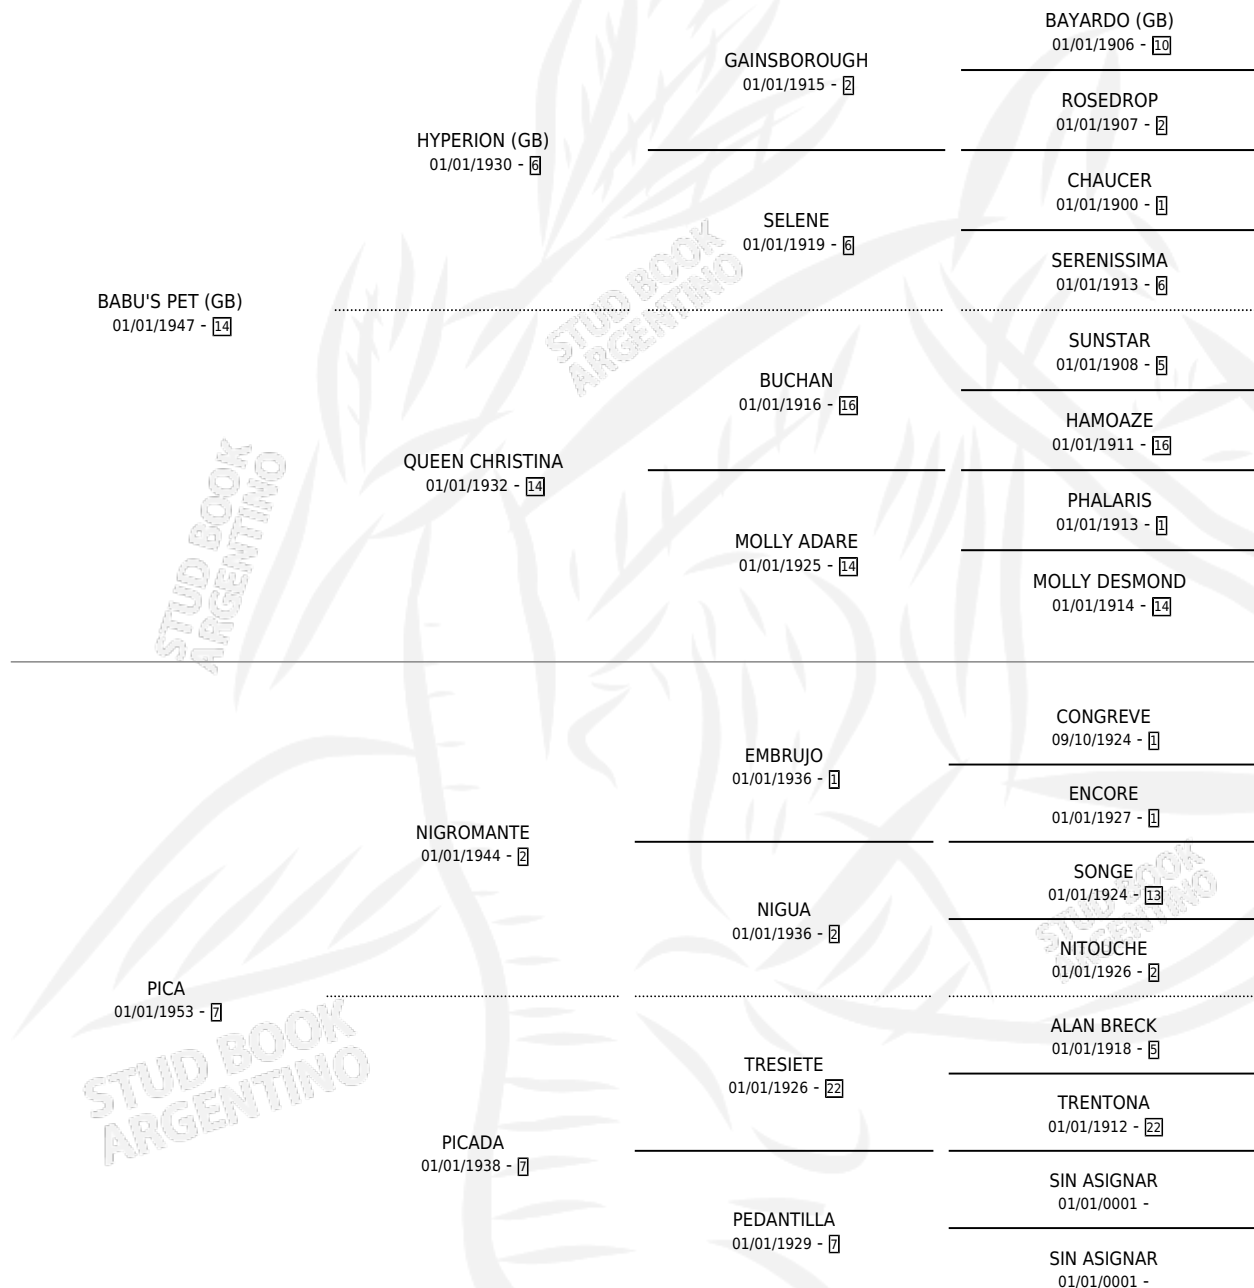 BAYARDO (GB)
01/01/1906 - 10
GAINSBOROUGH
01/01/1915 - 2
ROSEDROP
01/01/1907 - 2
HYPERION (GB)
01/01/1930 - 6
CHAUCER
01/01/1900 - 1
SELENE
01/01/1919 - 6
SERENISSIMA
01/01/1913 - 6
BABU'S PET (GB)
01/01/1947 - 14
SUNSTAR
01/01/1908 - 5
BUCHAN
01/01/1916 - 16
HAMOAZE
01/01/1911 - 16
QUEEN CHRISTINA
01/01/1932 - 14
PHALARIS
01/01/1913 - 1
MOLLY ADARE
01/01/1925 - 14
MOLLY DESMOND
01/01/1914 - 14
CONGREVE
09/10/1924 - 1
EMBRUJO
01/01/1936 - 1
ENCORE
01/01/1927 - 1
NIGROMANTE
01/01/1944 - 2
SONGE
01/01/1924 - 13
NIGUA
01/01/1936 - 2
NITOUCHE
01/01/1926 - 2
PICA
01/01/1953 - 7
ALAN BRECK
01/01/1918 - 5
TRESIETE
01/01/1926 - 22
TRENTONA
01/01/1912 - 22
PICADA
01/01/1938 - 7
SIN ASIGNAR
01/01/0001 -
PEDANTILLA
01/01/1929 - 7
SIN ASIGNAR
01/01/0001 -
STUD BOOK
ARGENTINO
STUD BOOK
ARGENTINO
STUD BOOK
ARGENTINO
STUD BOOK
ARGENTINO